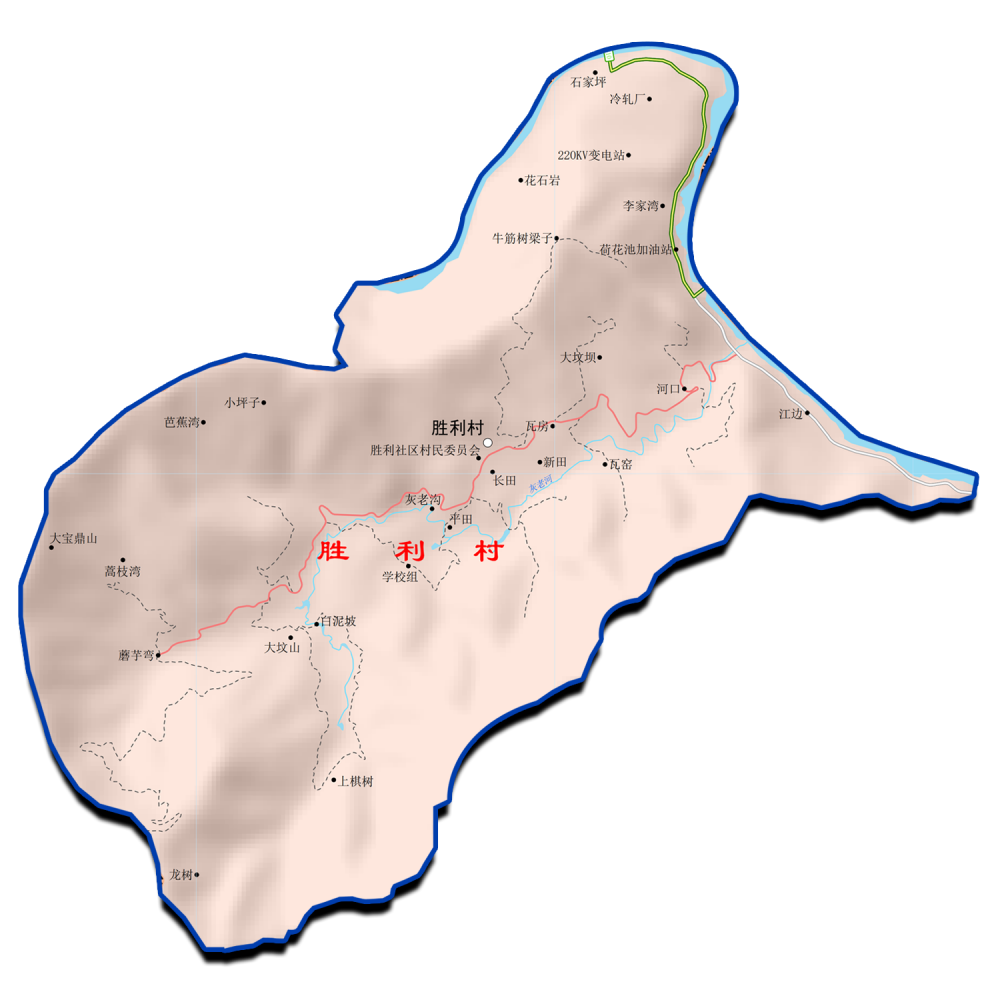 石家坪
冷轧厂
220KV变电站
花石岩
李家湾
牛筋树梁子
荷花池加油站
大坟坝
河口
小坪子
芭蕉湾
江边
胜利村
瓦房
胜利社区村民委员会
新田
瓦窑
长田
灰老河
灰老沟
平田
大宝鼎山
胜利村
蒿枝湾
学校组
臼泥坡
大坟山
蘑芋弯
上棋树
龙树